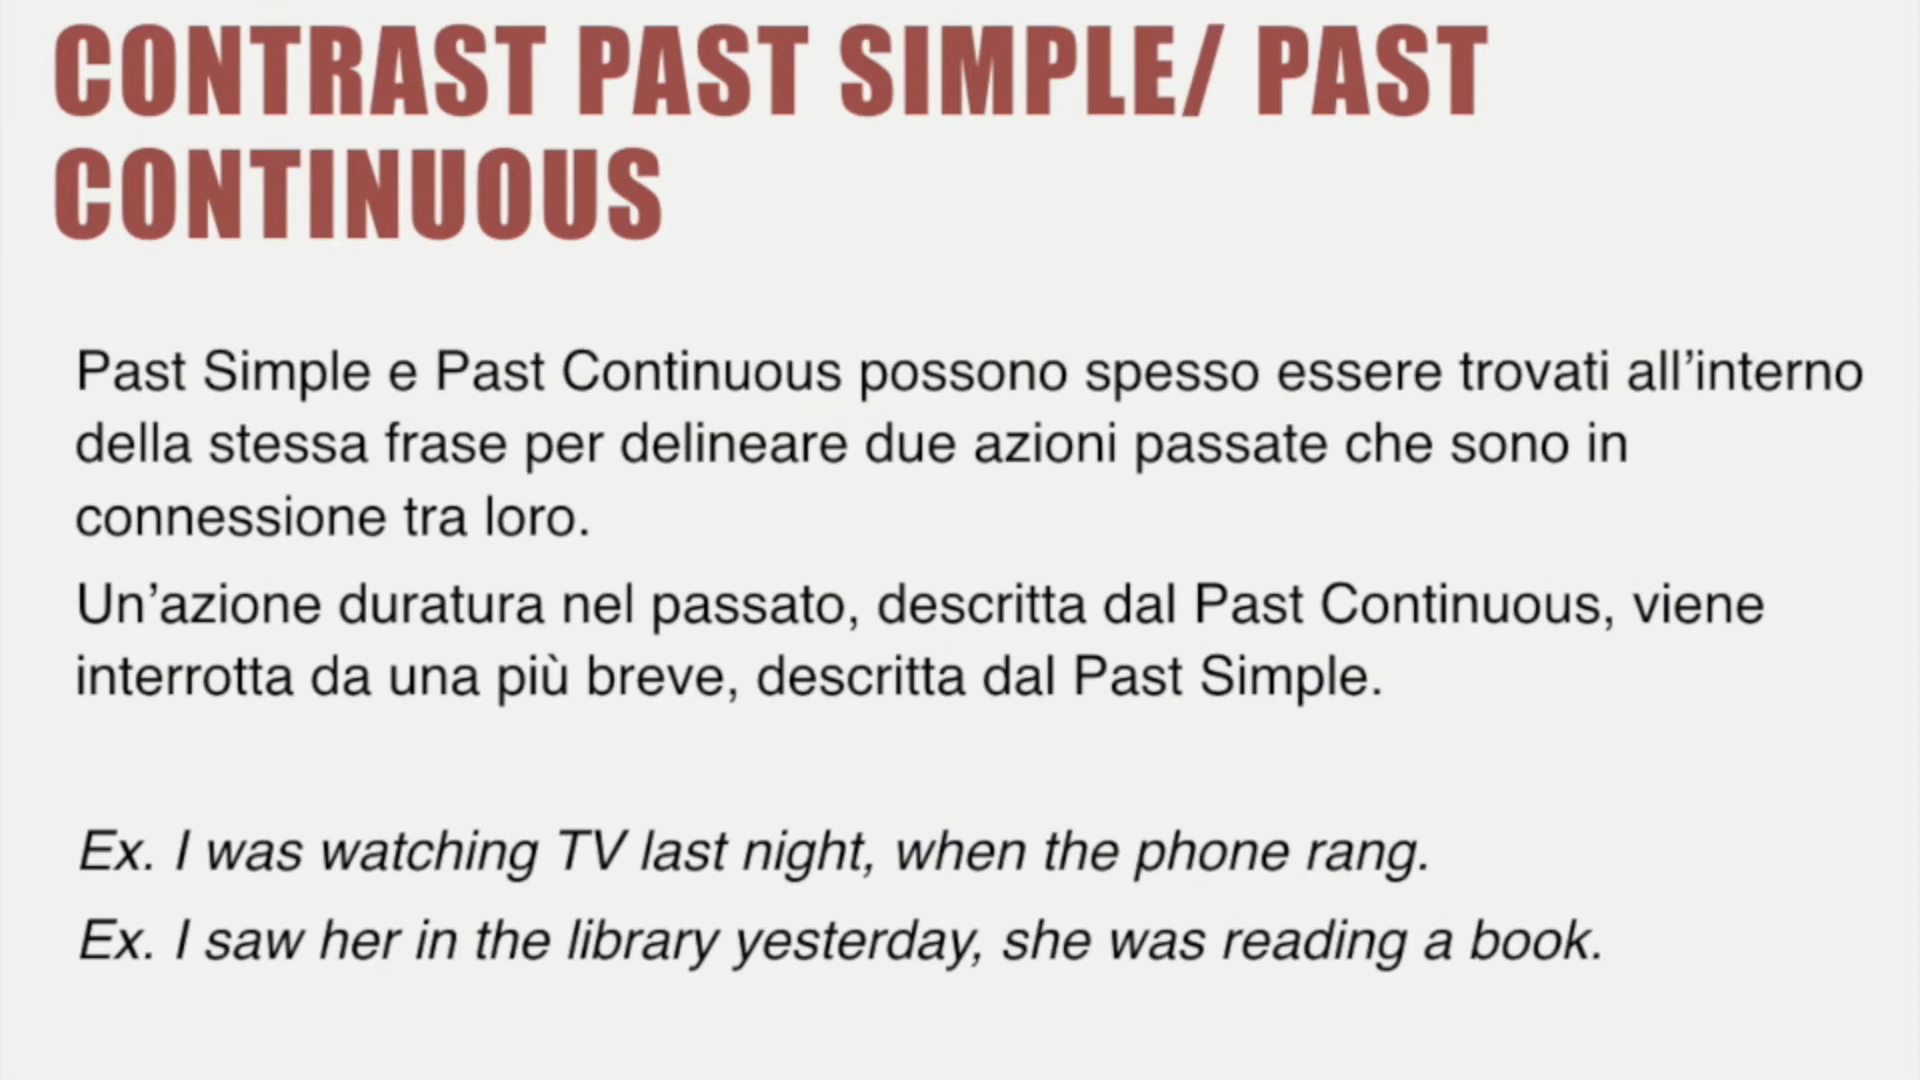 CONTRAST PAST SIMPLE/ PAST
CONTINUOUS
Past Simple e Past Continuous possono spesso essere trovati all’interno
della stessa frase per delineare due azioni passate che sono in
connessione tra loro.
Un’azione duratura nel passato, descritta dal Past Continuous, viene
interrotta da una più breve, descritta dal Past Simple.
Ex. I was watching TV last night, when the phone rang.
Ex. I saw her in the library yesterday, she was reading a book.